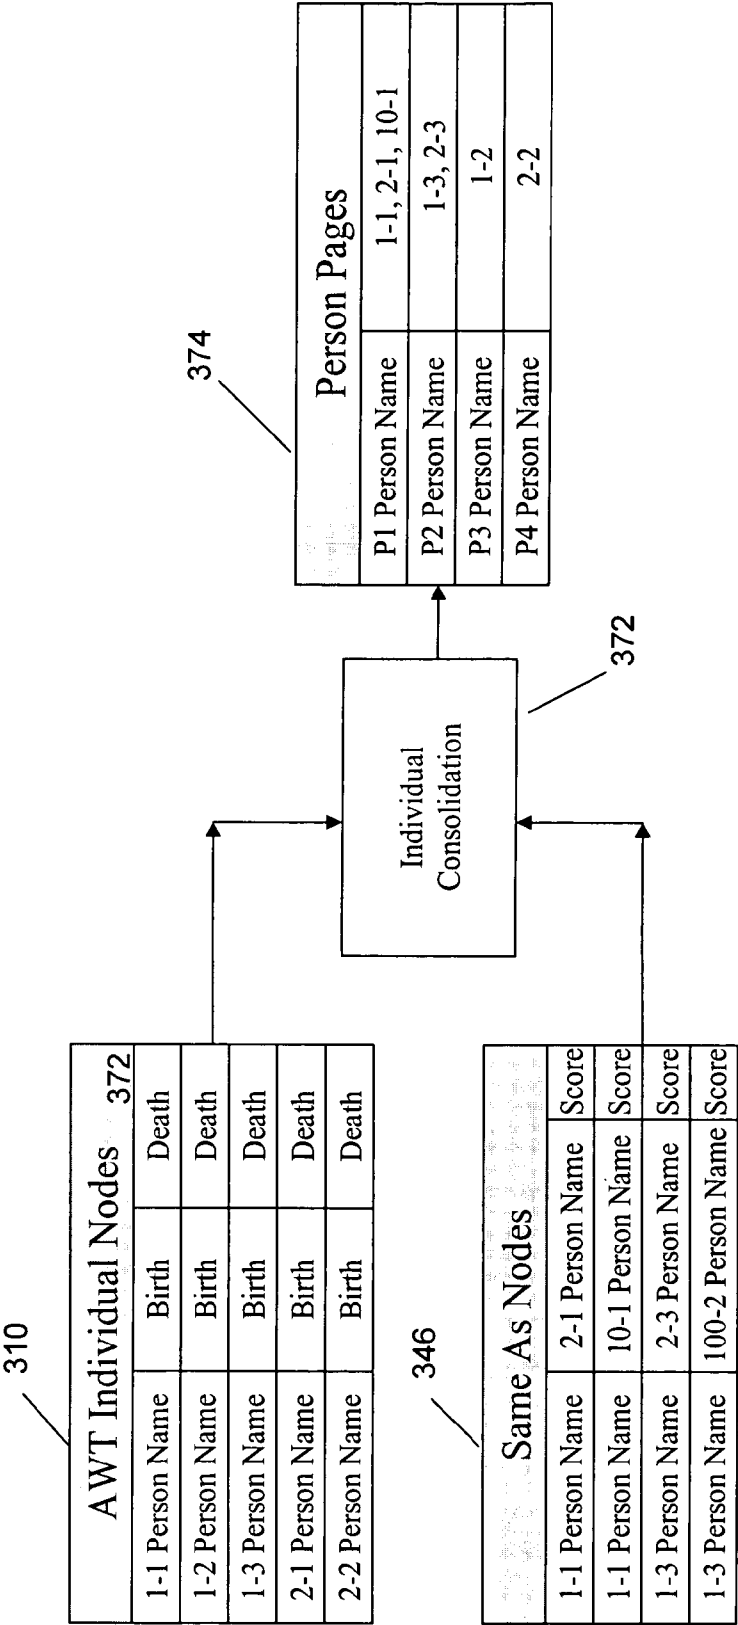 310
AWT Individual Nodes 372
1-1 Person Name Birth Death
1-2 Person Name Birth Death
1-3 Person Name Birth Death
2-1 Person Name Birth Death
2-2 Person Name Birth Death
346
Same As Nodes
1-1 Person Name 2-1 Person Name Score
1-1 Person Name 10-1 Person Name Score
1-3 Person Name 2-3 Person Name Score
1-3 Person Name 100-2 Person Name Score
Individual
Consolidation
372
374
Person Pages
P1 Person Name 1-1, 2-1, 10-1
P2 Person Name 1-3, 2-3
P3 Person Name 1-2
P4 Person Name 2-2